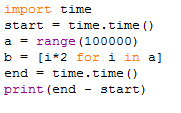 import time
start = time.time()
a = range(100000)
b = [i*2 for i in a]
end = time.time()
print(end - start)